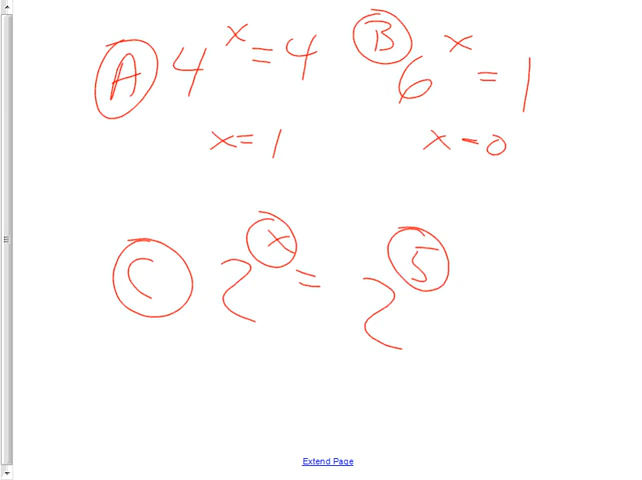 A 4^x = 4
B 6^x = 1
x = 1
x = 0
C 2^x = 2^5
Extend Page